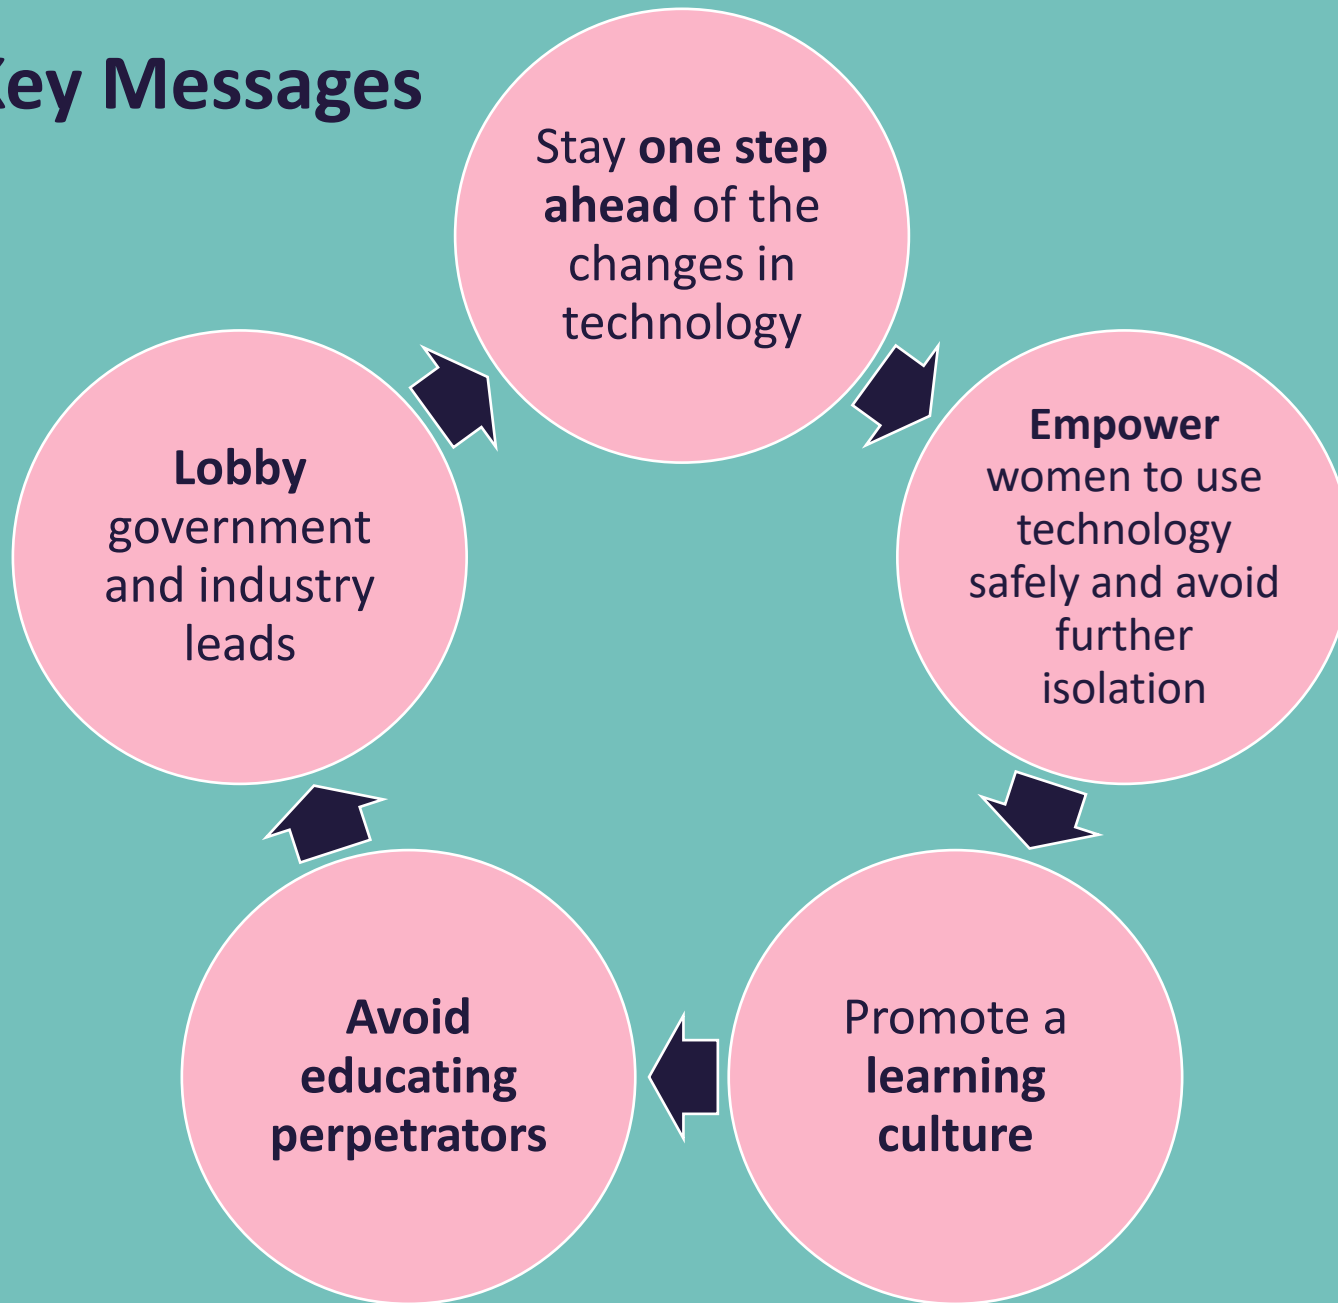 Key Messages
Stay one step
ahead of the
changes in
technology
Empower
women to use
technology
safely and avoid
further
isolation
Promote a
learning
culture
Avoid
educating
perpetrators
Lobby
government
and industry
leads